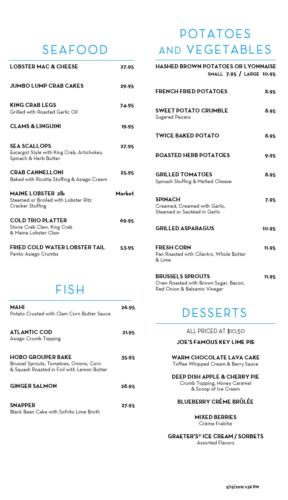 SEAFOOD
LOBSTER MAC & CHEESE 27.95
JUMBO LUMP CRAB CAKES 29.95
KING CRAB LEGS 74.95
Grilled with Roasted Garlic Oil
CLAMS & LINGUINI 19.95
SEA SCALLOPS 27.95
Escargot Style with King Crab, Artichokes,
Spinach & Herb Butter
CRAB CANNELLONI 25.95
Baked with Ricotta Stuffing & Asiago Cream
MAINE LOBSTER 2lb Market
Steamed or Broiled with Lobster Ritz
Cracker Stuffing
COLD TRIO PLATTER 69.95
Stone Crab Claw, King Crab
& Maine Lobster Claw
FRIED COLD WATER LOBSTER TAIL 53.95
Panko Asiago Crumbs
FISH
MAHI 26.95
Potato Crusted with Clam Corn Butter Sauce
ATLANTIC COD 21.95
Asiago Crumb Topping
HOBO GROUPER BAKE 35.95
Brussel Sprouts, Tomatoes, Onions, Corn
& Squash Roasted in Foil with Lemon Butter
GINGER SALMON 28.95
SNAPPER 27.95
Black Bean Cake with Sofrito Lime Broth
POTATOES
AND VEGETABLES
HASHED BROWN POTATOES OR LYONNAISE
SMALL 7.95 / LARGE 10.95
FRENCH FRIED POTATOES 8.95
SWEET POTATO CRUMBLE 8.95
Sugared Pecans
TWICE BAKED POTATO 8.95
ROASTED HERB POTATOES 9.95
GRILLED TOMATOES 8.95
Spinach Stuffing & Melted Cheese
SPINACH 7.95
Creamed, Creamed with Garlic,
Steamed or Sautéed in Garlic
GRILLED ASPARAGUS 10.95
FRESH CORN 11.95
Pan Roasted with Cilantro, Whole Butter
& Lime
BRUSSELS SPROUTS 11.95
Oven Roasted with Brown Sugar, Bacon,
Red Onion & Balsamic Vinegar
DESSERTS
ALL PRICED AT $10.50
JOE'S FAMOUS KEY LIME PIE
WARM CHOCOLATE LAVA CAKE
Toffee Whipped Cream & Berry Sauce
DEEP DISH APPLE & CHERRY PIE
Crumb Topping, Honey Caramel
& Scoop of Ice Cream
BLUEBERRY CRÈME BRÛLÉE
MIXED BERRIES
Crème Fraîche
GRAETER'S® ICE CREAM / SORBETS
Assorted Flavors